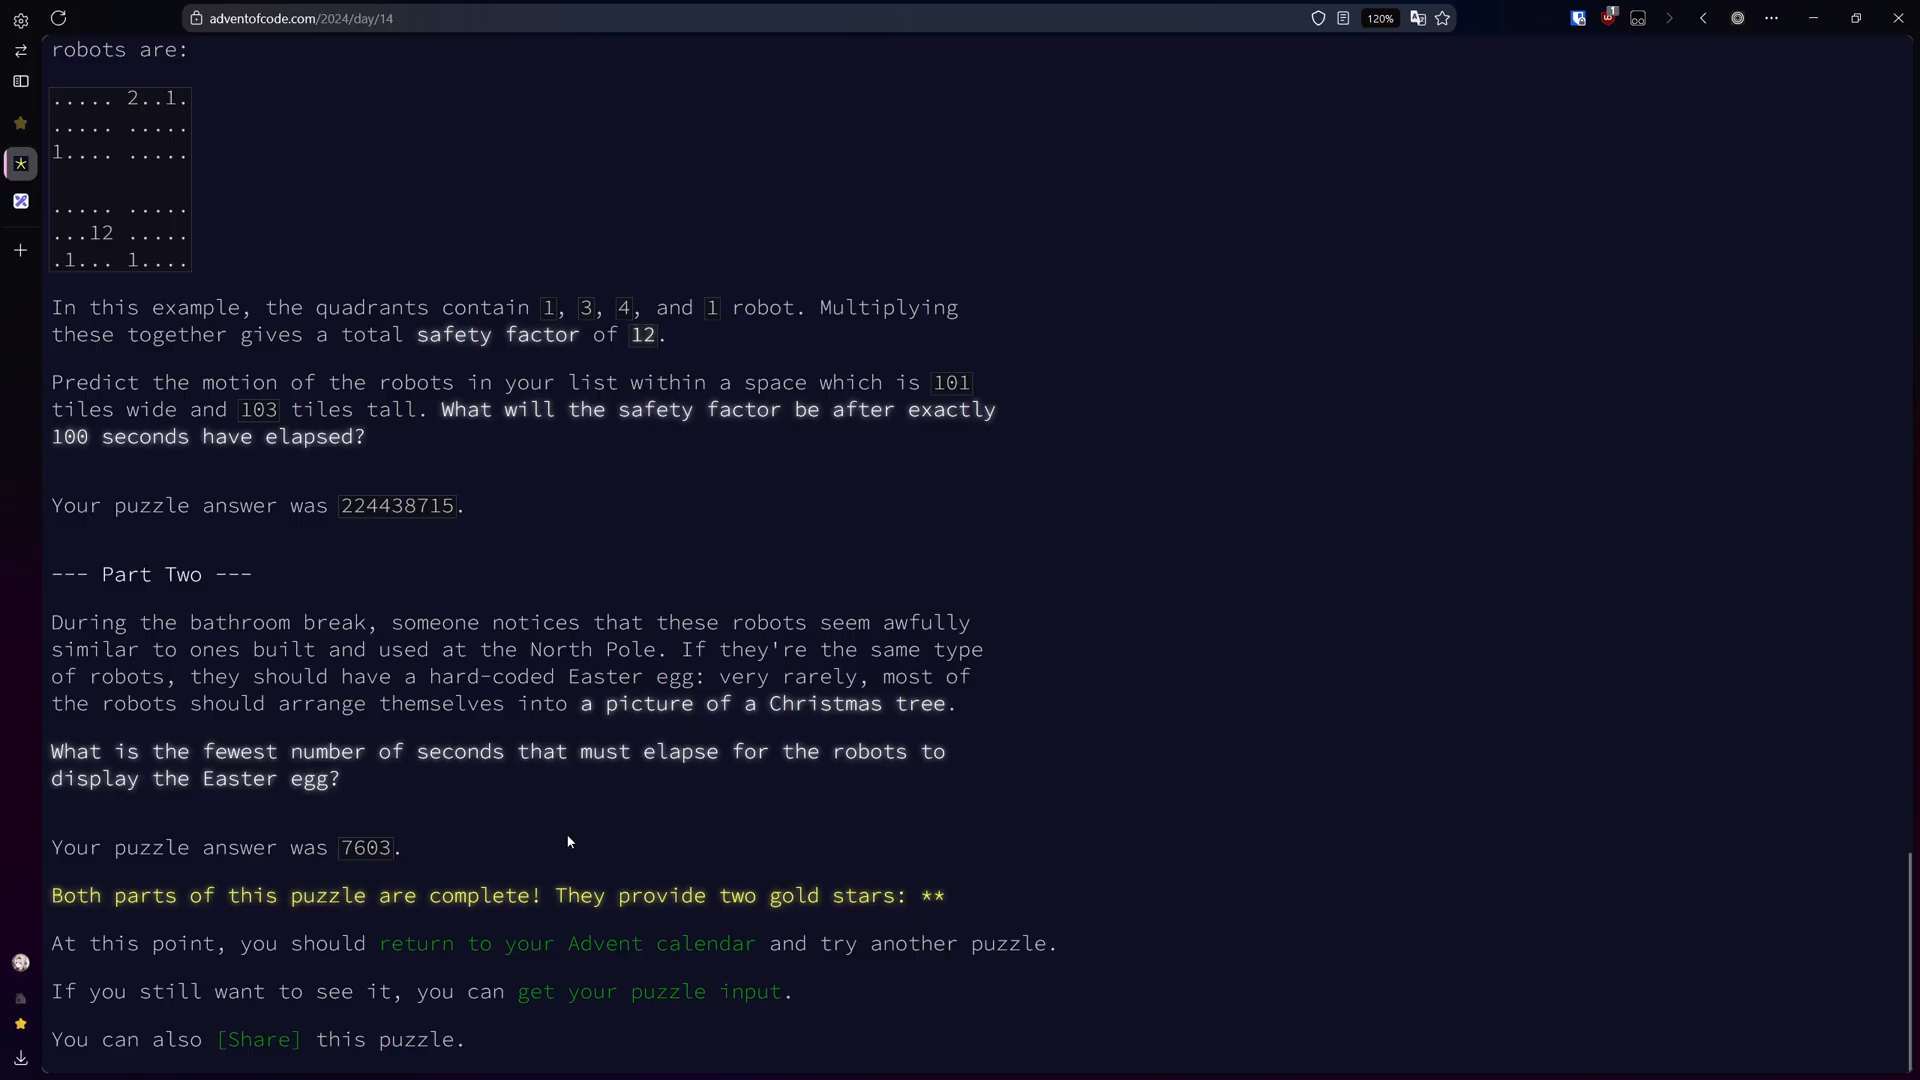 adventofcode.com/2024/day/14
120%
1
robots are:
..... 2..1.
..... .....
1.... .....
..... .....
...12 .....
.1... 1....
In this example, the quadrants contain 1, 3, 4, and 1 robot. Multiplying
these together gives a total safety factor of 12.
Predict the motion of the robots in your list within a space which is 101
tiles wide and 103 tiles tall. What will the safety factor be after exactly
100 seconds have elapsed?
Your puzzle answer was 224438715.
--- Part Two ---
During the bathroom break, someone notices that these robots seem awfully
similar to ones built and used at the North Pole. If they're the same type
of robots, they should have a hard-coded Easter egg: very rarely, most of
the robots should arrange themselves into a picture of a Christmas tree.
What is the fewest number of seconds that must elapse for the robots to
display the Easter egg?
Your puzzle answer was 7603.
Both parts of this puzzle are complete! They provide two gold stars: **
At this point, you should return to your Advent calendar and try another puzzle.
If you still want to see it, you can get your puzzle input.
You can also [Share] this puzzle.